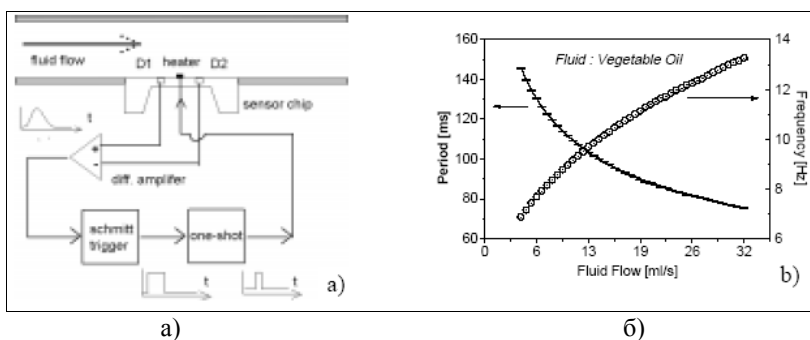 fluid flow
D1 heater D2
sensor chip
t
+
-
diff. amplifer
schmitt
trigger
one-shot
t
t
a)
160
140
120
100
80
60
Period [ms]
Fluid : Vegetable Oil
14
12
10
8
6
Frequency [Hz]
0 6 13 19 26 32
Fluid Flow [ml/s]
b)
а)
б)